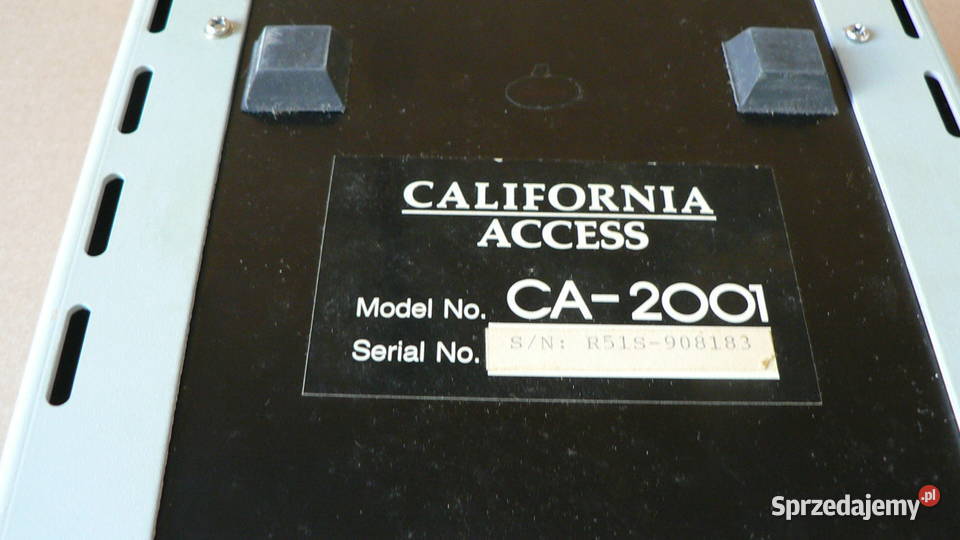 CALIFORNIA
ACCESS
Model No. CA-2001
Serial No. S/N: R51S-908183
Sprzedajemy.pl